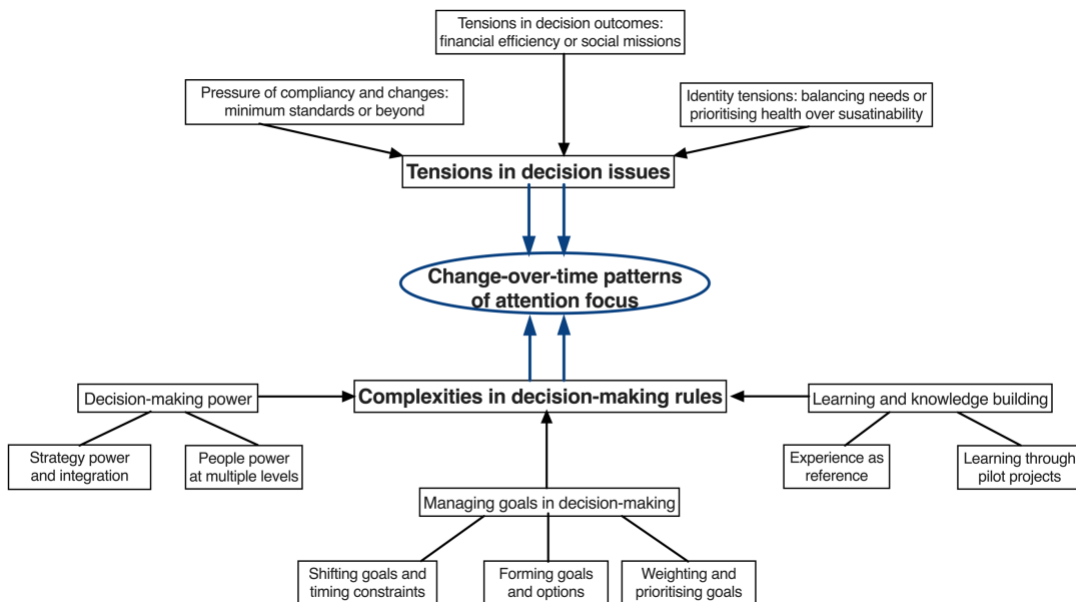 Tensions in decision outcomes:
financial efficiency or social missions
Pressure of compliancy and changes:
minimum standards or beyond
Identity tensions: balancing needs or
prioritising health over susatinability
Tensions in decision issues
Change-over-time patterns
of attention focus
Complexities in decision-making rules
Decision-making power
Learning and knowledge building
Strategy power
and integration
People power
at multiple levels
Experience as
reference
Learning through
pilot projects
Managing goals in decision-making
Shifting goals and
timing constraints
Forming goals
and options
Weighting and
prioritising goals